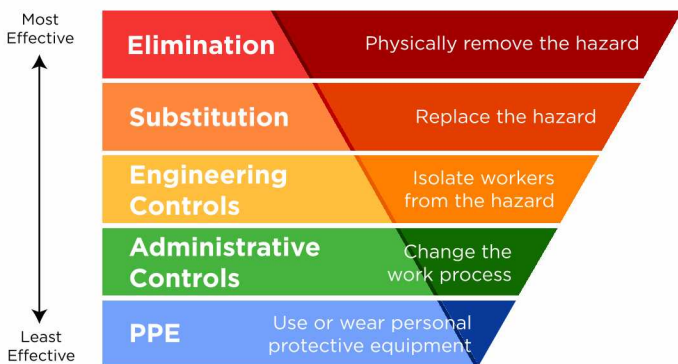 Most
Effective
Elimination
Physically remove the hazard
Substitution
Replace the hazard
Engineering
Controls
Isolate workers
from the hazard
Administrative
Controls
Change the
work process
PPE
Use or wear personal
protective equipment
Least
Effective